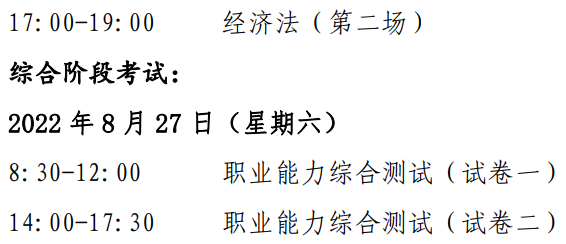 17:00-19:00 经济法（第二场）
综合阶段考试：
2022 年 8 月 27 日（星期六）
8:30-12:00 职业能力综合测试（试卷一）
14:00-17:30 职业能力综合测试（试卷二）